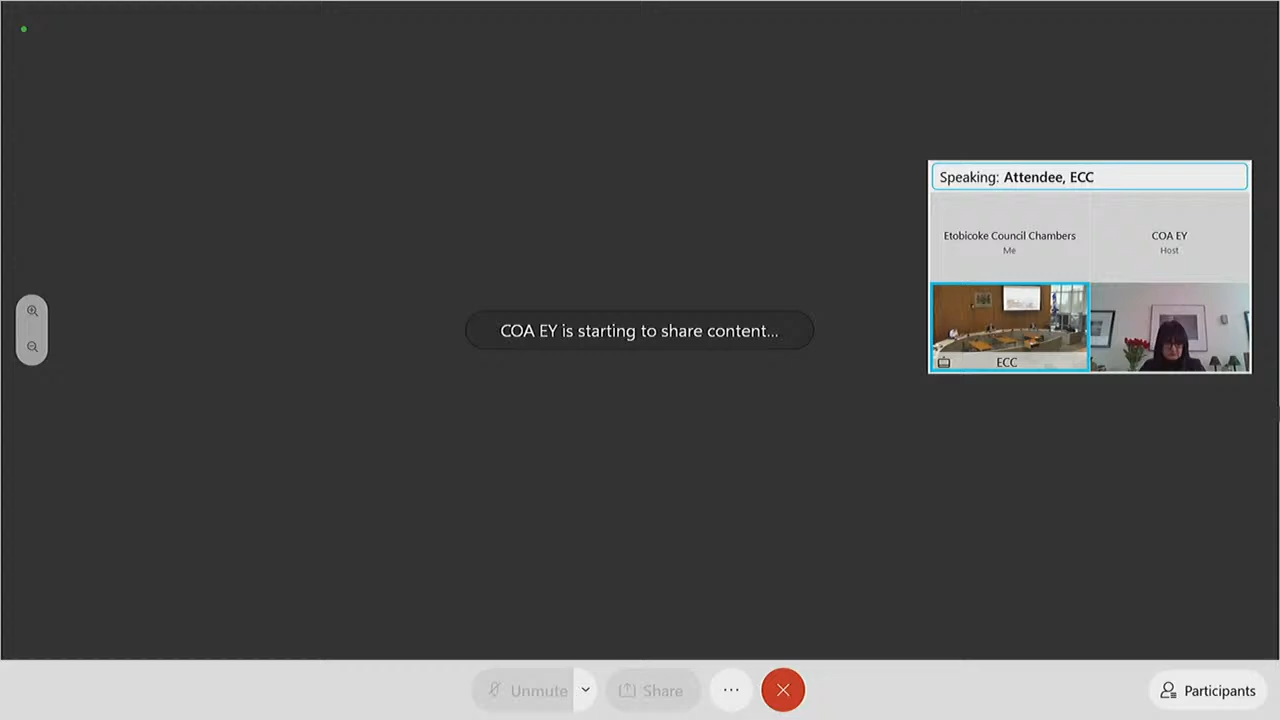 Speaking: Attendee, ECC
Etobicoke Council Chambers
Me
COA EY
Host
COA EY is starting to share content...
ECC
Unmute
Share
Participants